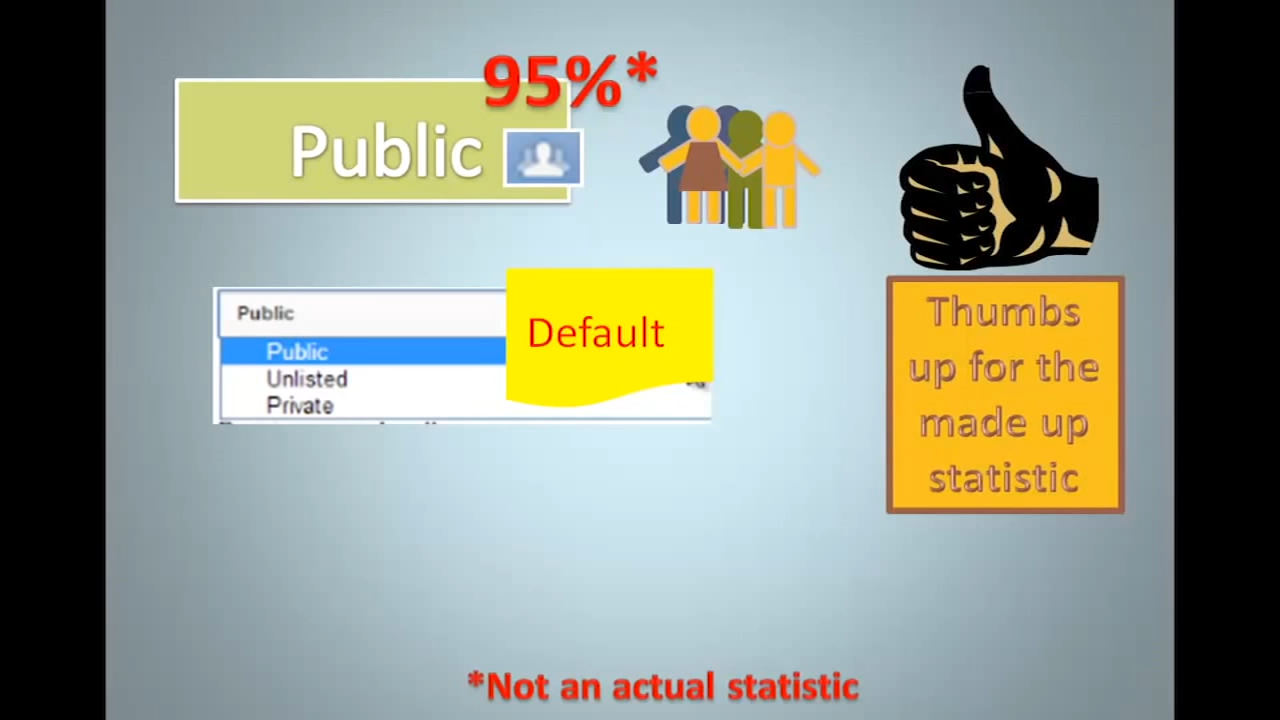 95%*
Public
Public
Default
Public
Unlisted
Private
Thumbs
up for the
made up
statistic
*Not an actual statistic